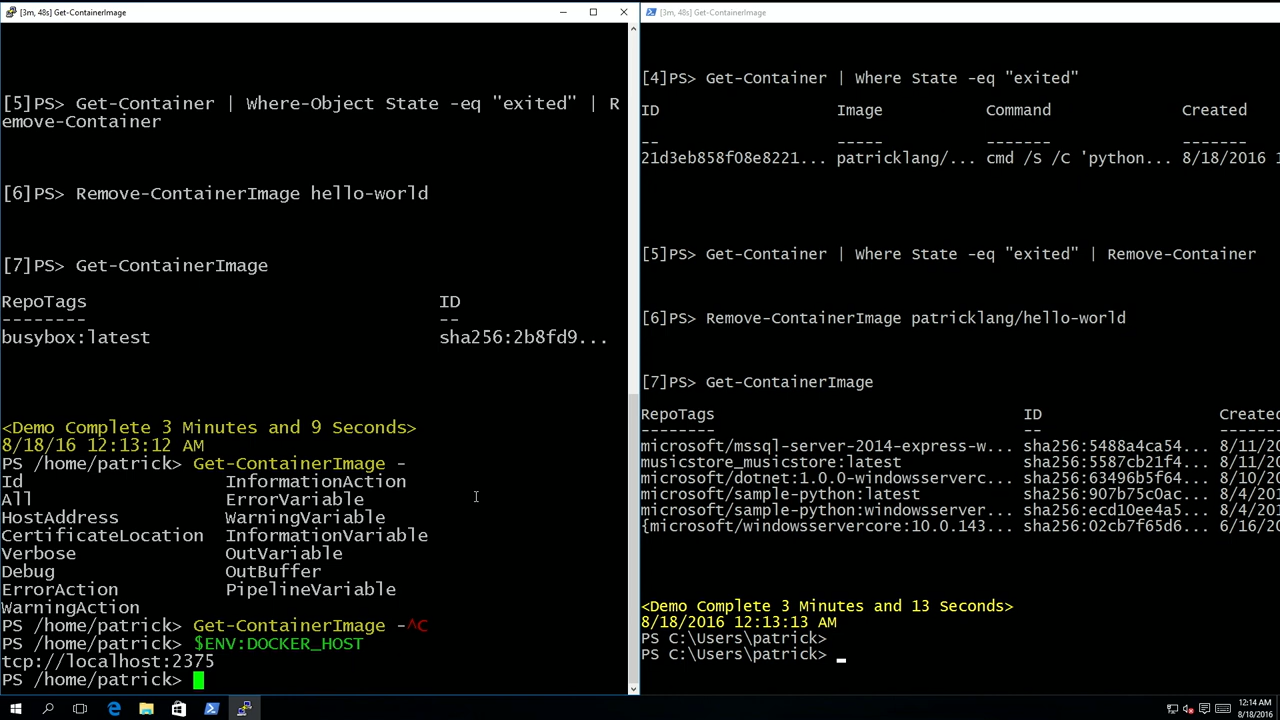 [3m, 48s] Get-ContainerImage
[5]PS> Get-Container | Where-Object State -eq "exited" | R
emove-Container
[6]PS> Remove-ContainerImage hello-world
[7]PS> Get-ContainerImage
RepoTags ID
-------- --
busybox:latest sha256:2b8fd9...
<Demo Complete 3 Minutes and 9 Seconds>
8/18/16 12:13:12 AM
PS /home/patrick> Get-ContainerImage -
Id InformationAction
All ErrorVariable
HostAddress WarningVariable
CertificateLocation InformationVariable
Verbose OutVariable
Debug OutBuffer
ErrorAction PipelineVariable
WarningAction
PS /home/patrick> Get-ContainerImage -^C
PS /home/patrick> $ENV:DOCKER_HOST
tcp://localhost:2375
PS /home/patrick>
[3m, 48s] Get-ContainerImage
[4]PS> Get-Container | Where State -eq "exited"
ID Image Command Created
-- ----- ------- -------
21d3eb858f08e8221... patricklang/... cmd /S /C 'python... 8/18/2016 1
[5]PS> Get-Container | Where State -eq "exited" | Remove-Container
[6]PS> Remove-ContainerImage patricklang/hello-world
[7]PS> Get-ContainerImage
RepoTags ID Created
-------- -- -------
microsoft/mssql-server-2014-express-w... sha256:5488a4ca54... 8/11/20
musicstore_musicstore:latest sha256:5587cb21f4... 8/11/20
microsoft/dotnet:1.0.0-windowsserverc... sha256:63496b5f64... 8/10/20
microsoft/sample-python:latest sha256:907b75c0ac... 8/4/201
microsoft/sample-python:windowsserver... sha256:ecd10ee4a5... 8/4/201
{microsoft/windowsservercore:10.0.143... sha256:02cb7f65d6... 6/16/20
<Demo Complete 3 Minutes and 13 Seconds>
8/18/2016 12:13:13 AM
PS C:\Users\patrick>
PS C:\Users\patrick>
12:14 AM
8/18/2016